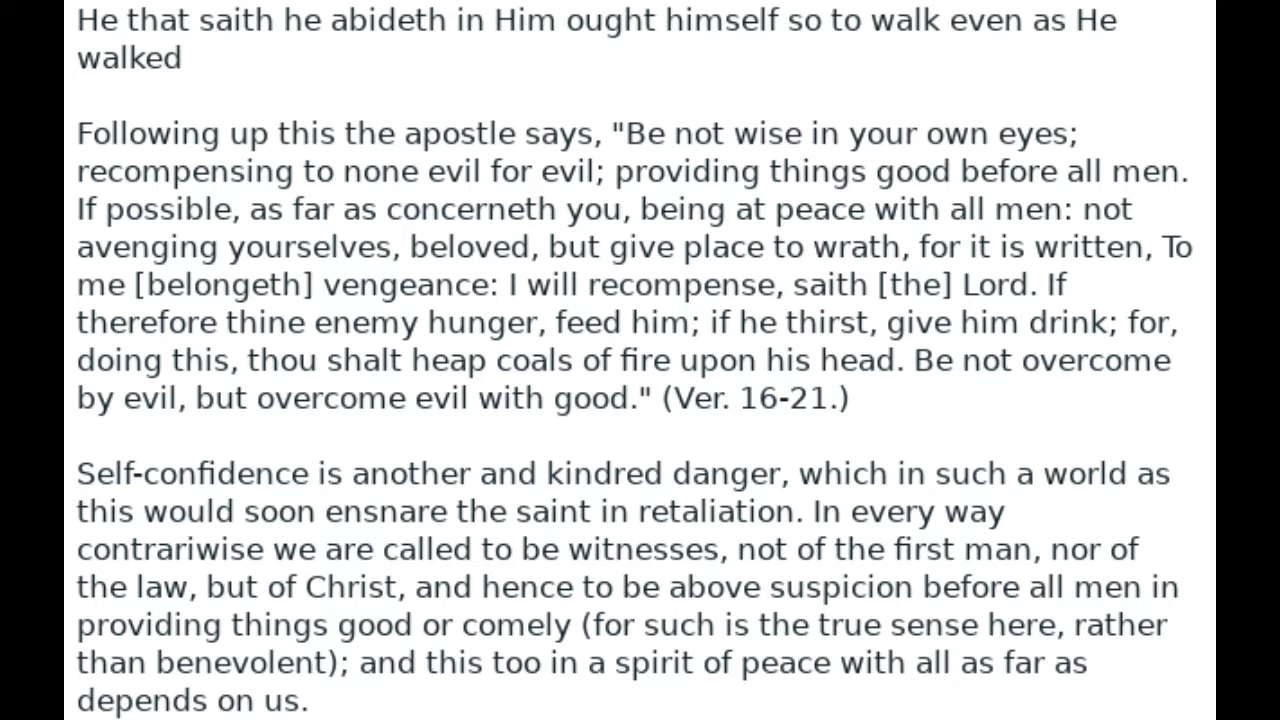 He that saith he abideth in Him ought himself so to walk even as He
walked
Following up this the apostle says, "Be not wise in your own eyes;
recompensing to none evil for evil; providing things good before all men.
If possible, as far as concerneth you, being at peace with all men: not
avenging yourselves, beloved, but give place to wrath, for it is written, To
me [belongeth] vengeance: I will recompense, saith [the] Lord. If
therefore thine enemy hunger, feed him; if he thirst, give him drink; for,
doing this, thou shalt heap coals of fire upon his head. Be not overcome
by evil, but overcome evil with good." (Ver. 16-21.)
Self-confidence is another and kindred danger, which in such a world as
this would soon ensnare the saint in retaliation. In every way
contrariwise we are called to be witnesses, not of the first man, nor of
the law, but of Christ, and hence to be above suspicion before all men in
providing things good or comely (for such is the true sense here, rather
than benevolent); and this too in a spirit of peace with all as far as
depends on us.